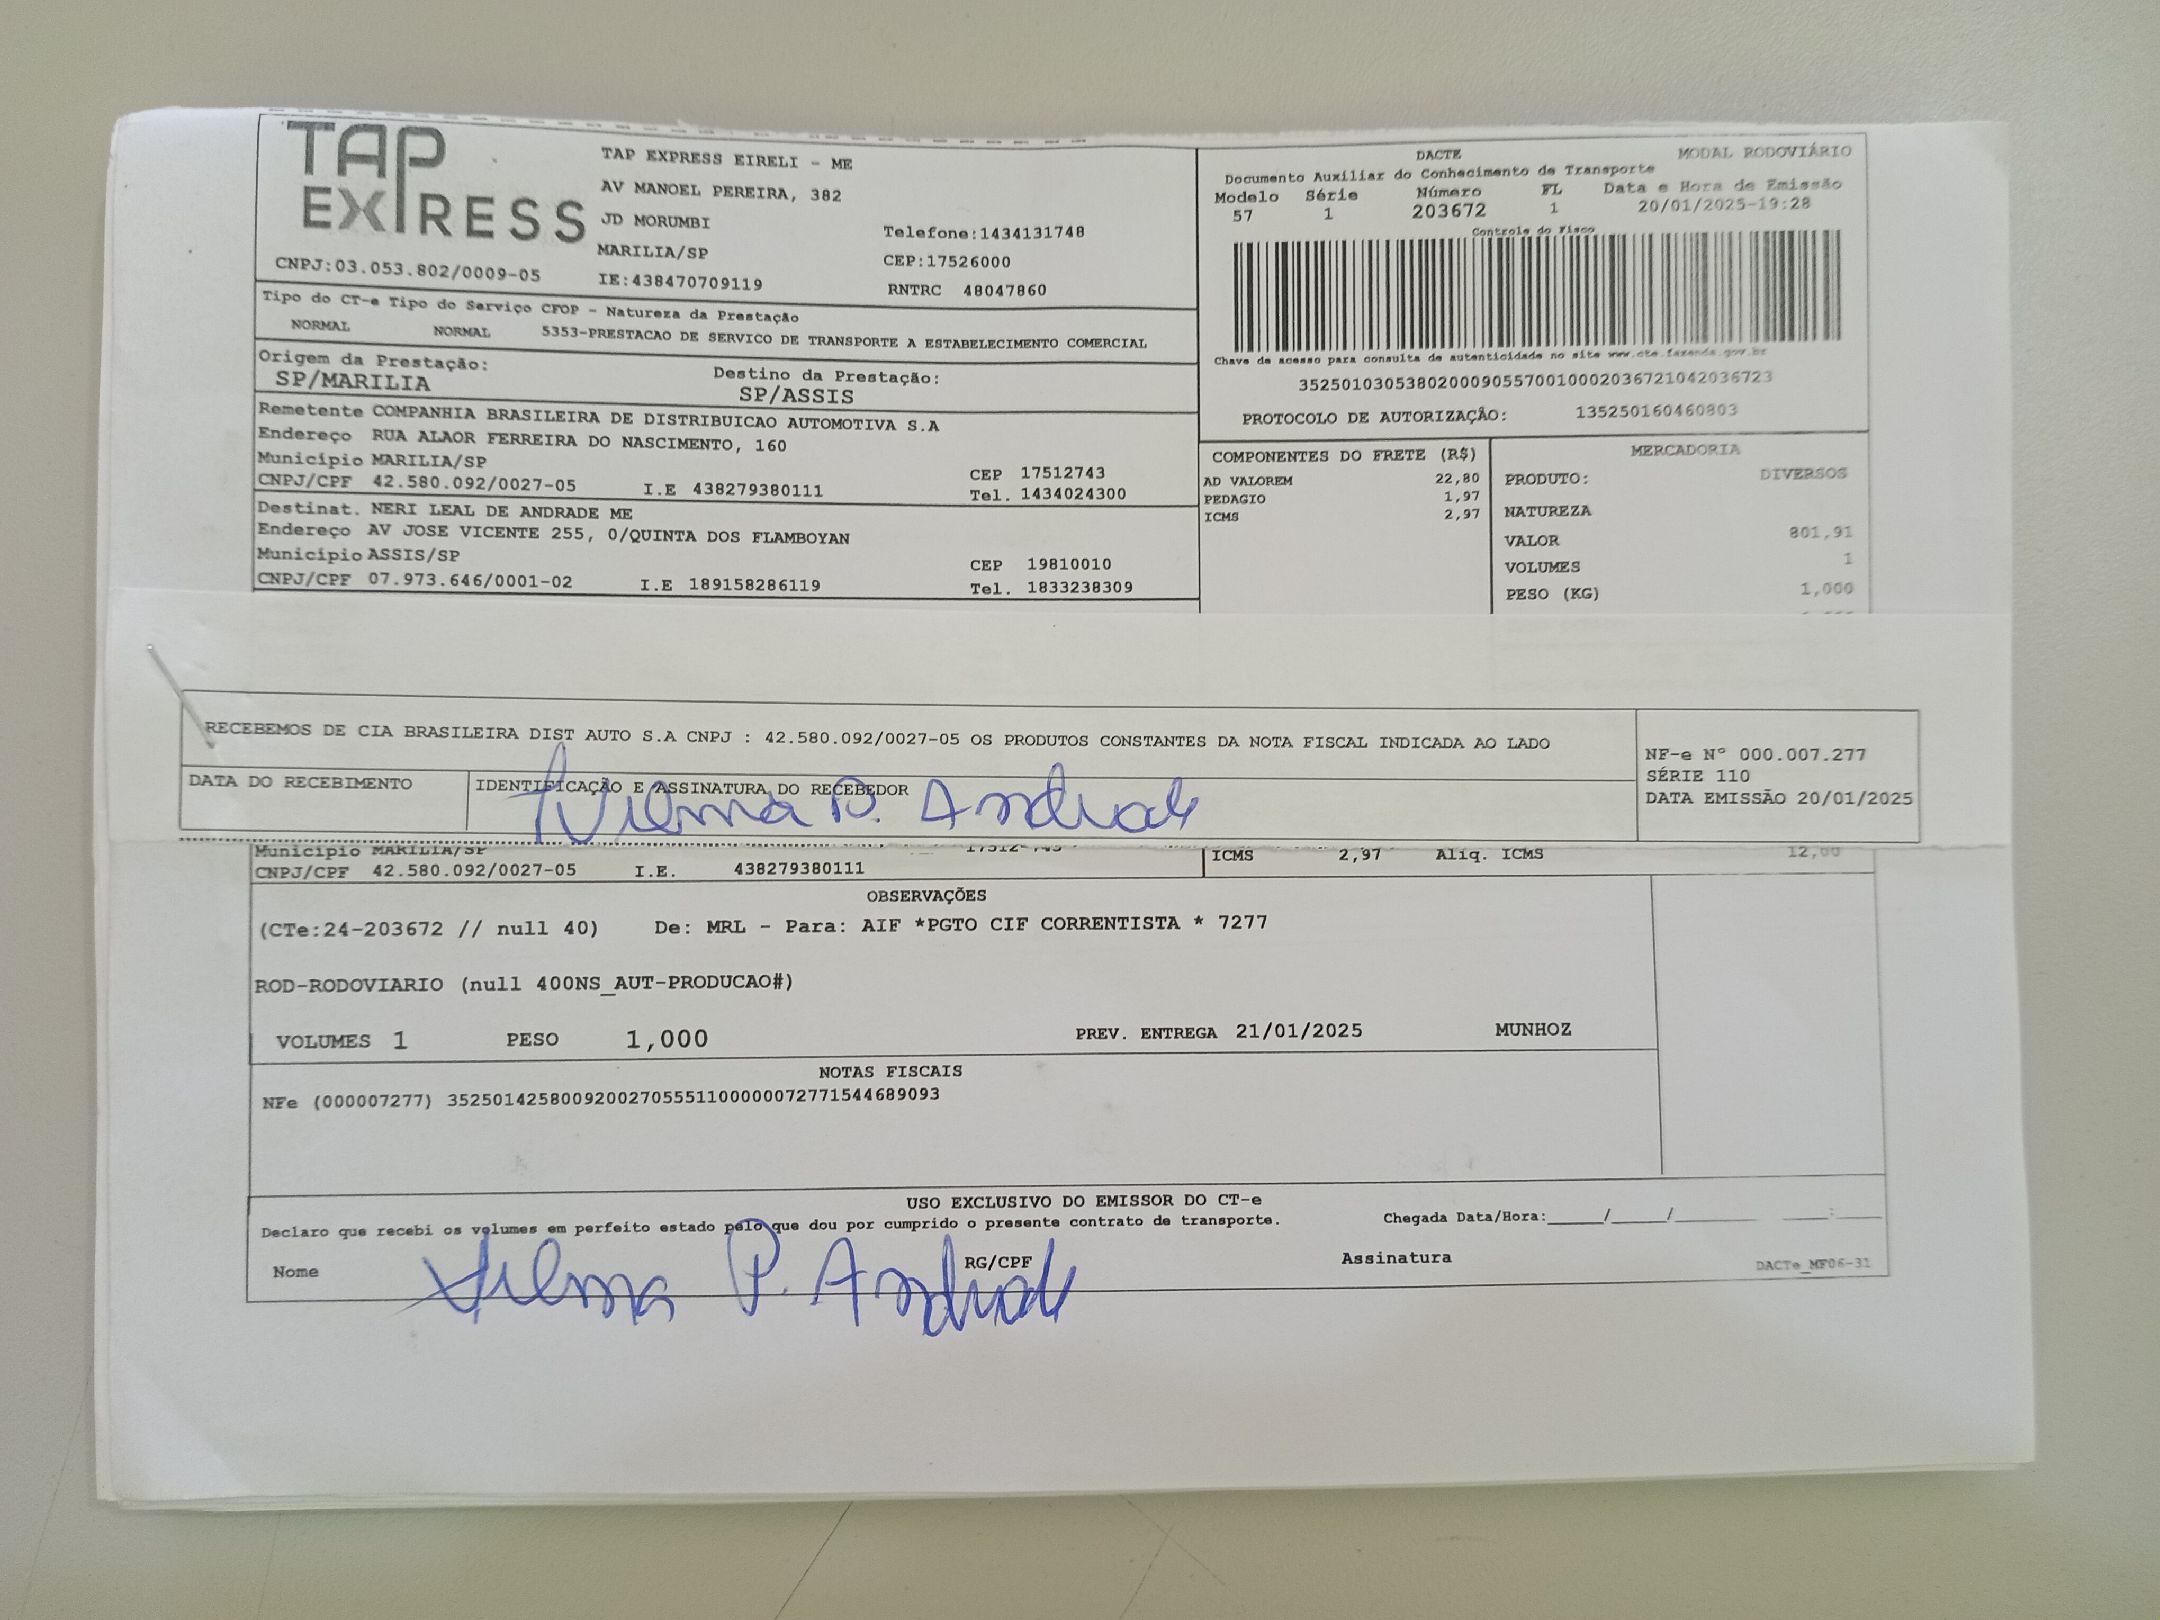 TAP EXPRESS
TAP EXPRESS EIRELI - ME
AV MANOEL PEREIRA, 382
JD MORUMBI
MARILIA/SP
IE:438470709119
Telefone:1434131748
CEP:17526000
RNTRC 48047860
CNPJ:03.053.802/0009-05
Tipo do CT-e Tipo do Serviço CFOP - Natureza da Prestação
NORMAL NORMAL 5353-PRESTACAO DE SERVICO DE TRANSPORTE A ESTABELECIMENTO COMERCIAL
Origem da Prestação:
SP/MARILIA
Destino da Prestação:
SP/ASSIS
Remetente COMPANHIA BRASILEIRA DE DISTRIBUICAO AUTOMOTIVA S.A
Endereço RUA ALAOR FERREIRA DO NASCIMENTO, 160
Município MARILIA/SP CEP 17512743
CNPJ/CPF 42.580.092/0027-05 I.E 438279380111 Tel. 1434024300
Destinat. NERI LEAL DE ANDRADE ME
Endereço AV JOSE VICENTE 255, 0/QUINTA DOS FLAMBOYAN
Município ASSIS/SP CEP 19810010
CNPJ/CPF 07.973.646/0001-02 I.E 189158286119 Tel. 1833238309
DACTE MODAL RODOVIÁRIO
Documento Auxiliar do Conhecimento de Transporte
Modelo Série Número FL Data e Hora de Emissão
57 1 203672 1 20/01/2025-19:28
Controle do Fisco
Chave de acesso para consulta de autenticidade no site www.cte.fazenda.gov.br
35250103053802000905570010002036721042036723
PROTOCOLO DE AUTORIZAÇÃO: 135250160460803
COMPONENTES DO FRETE (R$)
AD VALOREM 22,80
PEDAGIO 1,97
ICMS 2,97
MERCADORIA
PRODUTO: DIVERSOS
NATUREZA
VALOR 801,91
VOLUMES 1
PESO (KG) 1,000
RECEBEMOS DE CIA BRASILEIRA DIST AUTO S.A CNPJ : 42.580.092/0027-05 OS PRODUTOS CONSTANTES DA NOTA FISCAL INDICADA AO LADO
DATA DO RECEBIMENTO
IDENTIFICAÇÃO E ASSINATURA DO RECEBEDOR
Vilma P. Andrade
NF-e Nº 000.007.277
SÉRIE 110
DATA EMISSÃO 20/01/2025
Município MARILIA/SP
CNPJ/CPF 42.580.092/0027-05 I.E. 438279380111
ICMS 2,97 Aliq. ICMS 12,00
OBSERVAÇÕES
(CTe:24-203672 // null 40) De: MRL - Para: AIF *PGTO CIF CORRENTISTA * 7277
ROD-RODOVIARIO (null 400NS_AUT-PRODUCAO#)
VOLUMES 1 PESO 1,000 PREV. ENTREGA 21/01/2025 MUNHOZ
NOTAS FISCAIS
NFe (000007277) 35250142580092002705551100000072771544689093
USO EXCLUSIVO DO EMISSOR DO CT-e
Declaro que recebi os volumes em perfeito estado pelo que dou por cumprido o presente contrato de transporte. Chegada Data/Hora:_____/_____/________ ____:____
Nome Vilma P. Andrade RG/CPF Assinatura DACTe_MF06-31